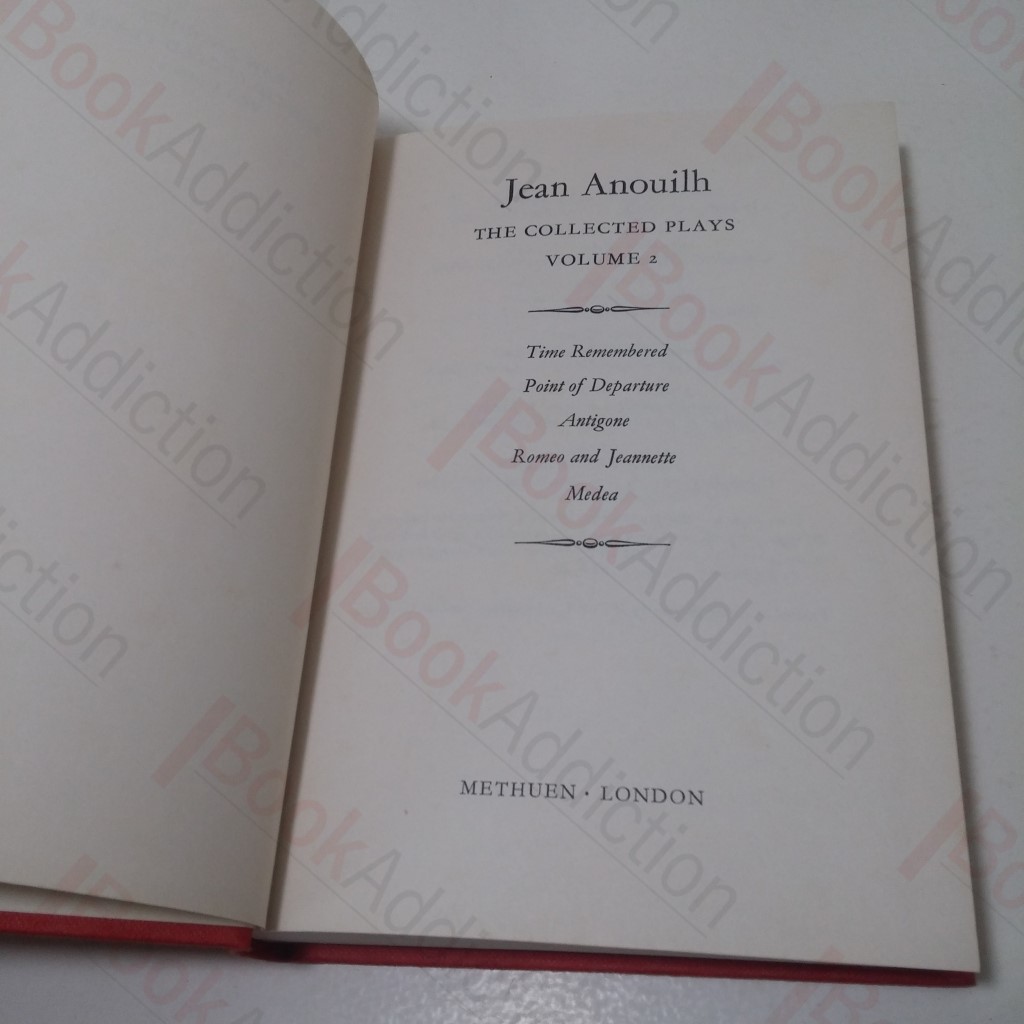 Jean Anouilh
THE COLLECTED PLAYS
VOLUME 2
Time Remembered
Point of Departure
Antigone
Romeo and Jeannette
Medea
METHUEN · LONDON
BookAddiction